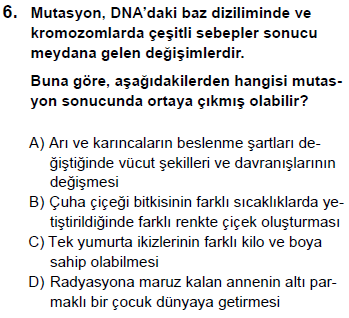 6. Mutasyon, DNA'daki baz diziliminde ve
kromozomlarda çeşitli sebepler sonucu
meydana gelen değişimlerdir.
Buna göre, aşağıdakilerden hangisi mutas-
yon sonucunda ortaya çıkmış olabilir?
A) Arı ve karıncaların beslenme şartları de-
ğiştiğinde vücut şekilleri ve davranışlarının
değişmesi
B) Çuha çiçeği bitkisinin farklı sıcaklıklarda ye-
tiştirildiğinde farklı renkte çiçek oluşturması
C) Tek yumurta ikizlerinin farklı kilo ve boya
sahip olabilmesi
D) Radyasyona maruz kalan annenin altı par-
maklı bir çocuk dünyaya getirmesi